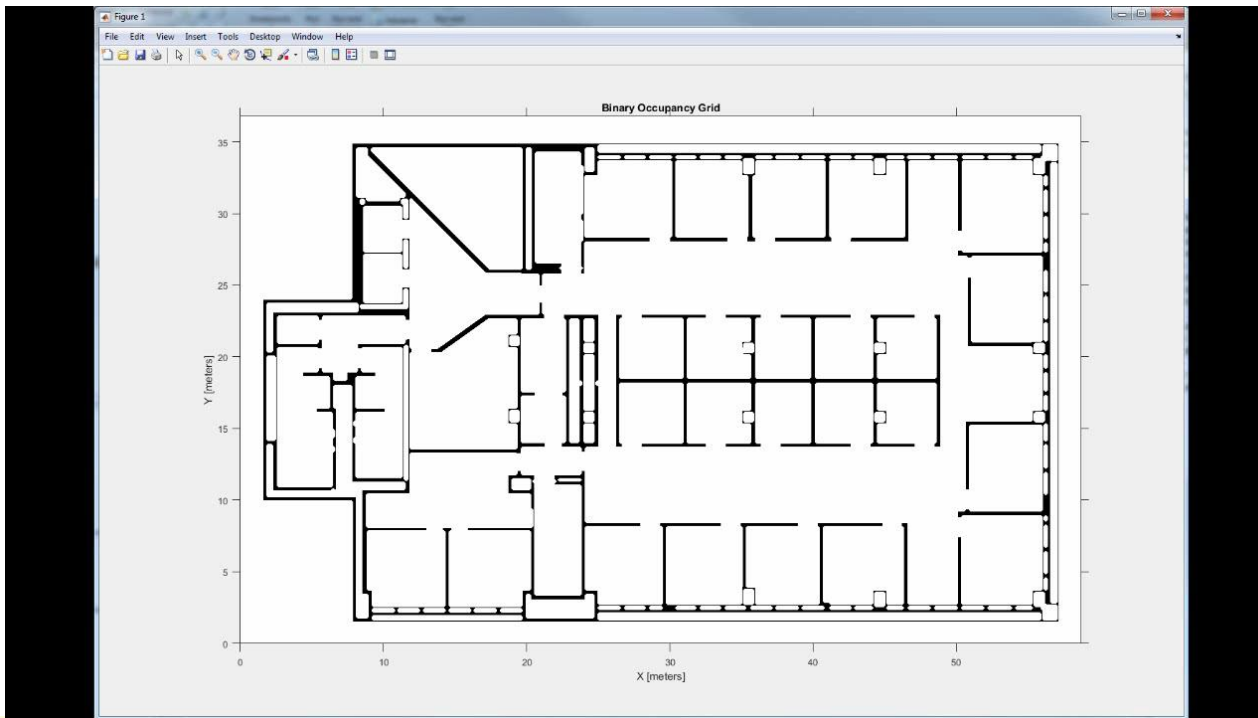 Figure 1
File Edit View Insert Tools Desktop Window Help
Binary Occupancy Grid
35
30
25
20
15
10
5
0
Y [meters]
0 10 20 30 40 50
X [meters]